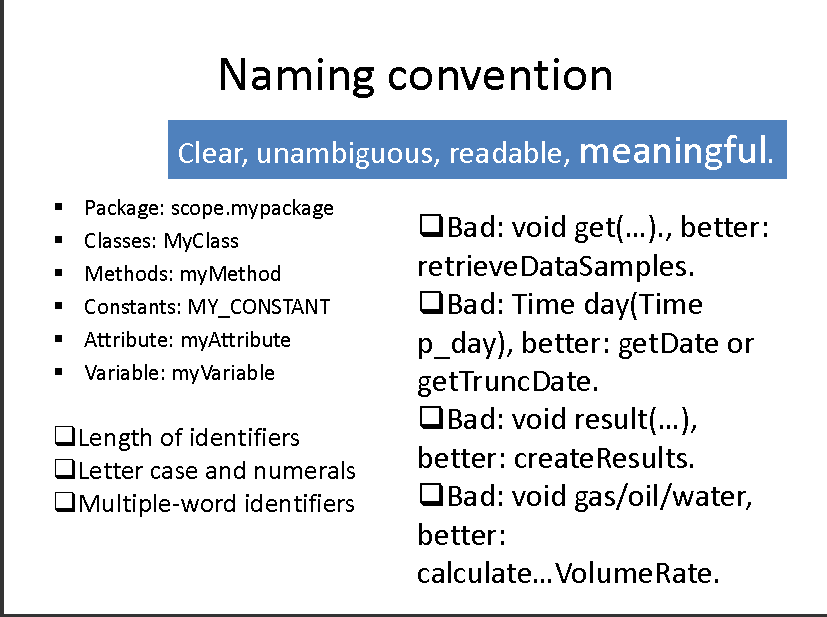 Naming convention
Clear, unambiguous, readable, meaningful.
▪ Package: scope.mypackage
▪ Classes: MyClass
▪ Methods: myMethod
▪ Constants: MY_CONSTANT
▪ Attribute: myAttribute
▪ Variable: myVariable
❑Length of identifiers
❑Letter case and numerals
❑Multiple-word identifiers
❑Bad: void get(…)., better:
retrieveDataSamples.
❑Bad: Time day(Time
p_day), better: getDate or
getTruncDate.
❑Bad: void result(…),
better: createResults.
❑Bad: void gas/oil/water,
better:
calculate…VolumeRate.